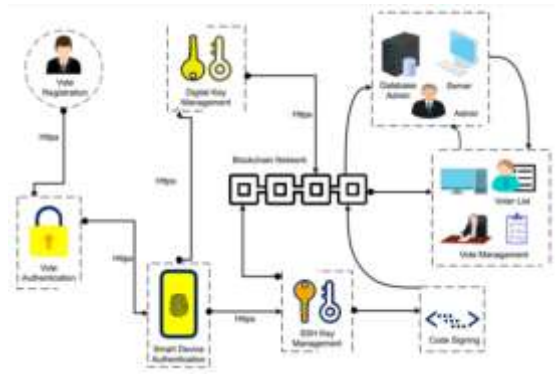 Vote
Registration
Https
Vote
Authentication
Https
Smart Device
Authentication
Https
Digital Key
Management
Https
Blockchain Network
Https
SSH Key
Management
Code Signing
Database
Admin
Server
Admin
Voter List
Vote Management